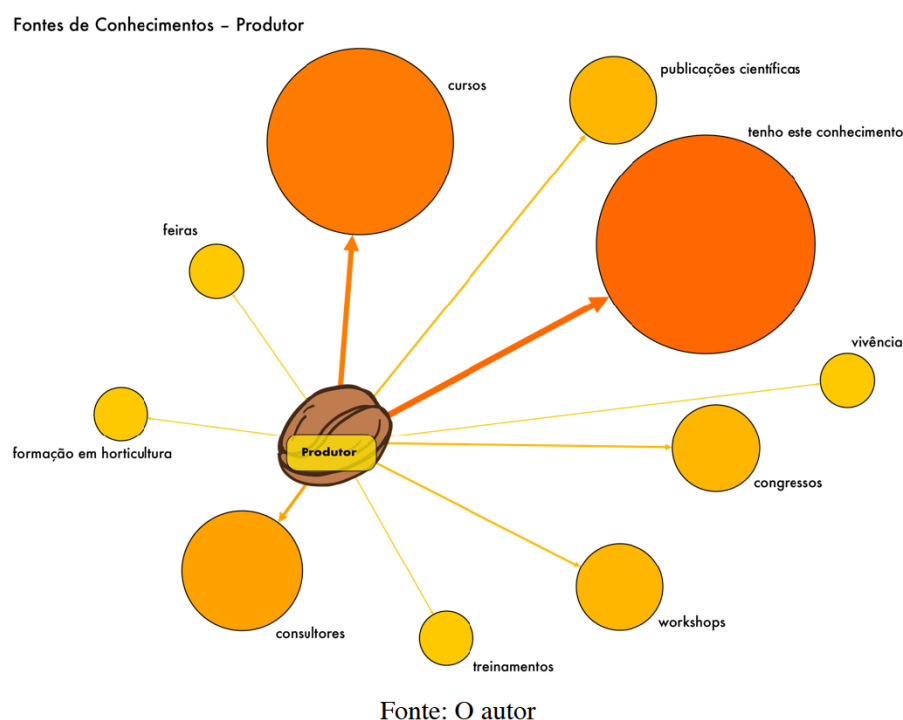 Fontes de Conhecimentos – Produtor
cursos
publicações científicas
tenho este conhecimento
feiras
vivência
formação em horticultura
Produtor
congressos
consultores
workshops
treinamentos
Fonte: O autor